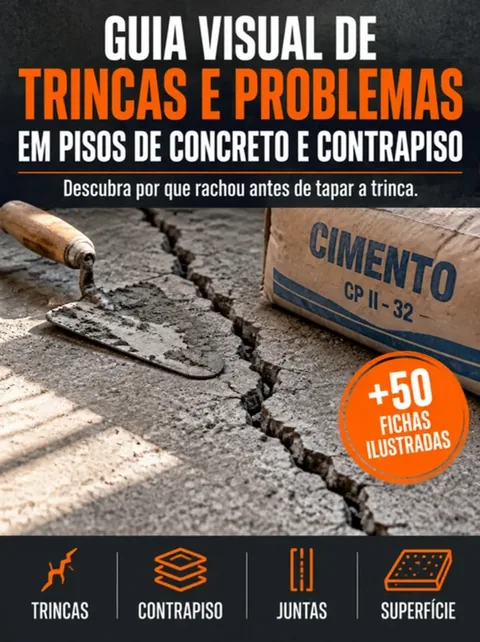 GUIA VISUAL DE
TRINCAS E PROBLEMAS
EM PISOS DE CONCRETO E CONTRAPISO
Descubra por que rachou antes de tapar a trinca.
CIMENTO
CP II - 32
+50
FICHAS
ILUSTRADAS
TRINCAS
CONTRAPISO
JUNTAS
SUPERFÍCIE